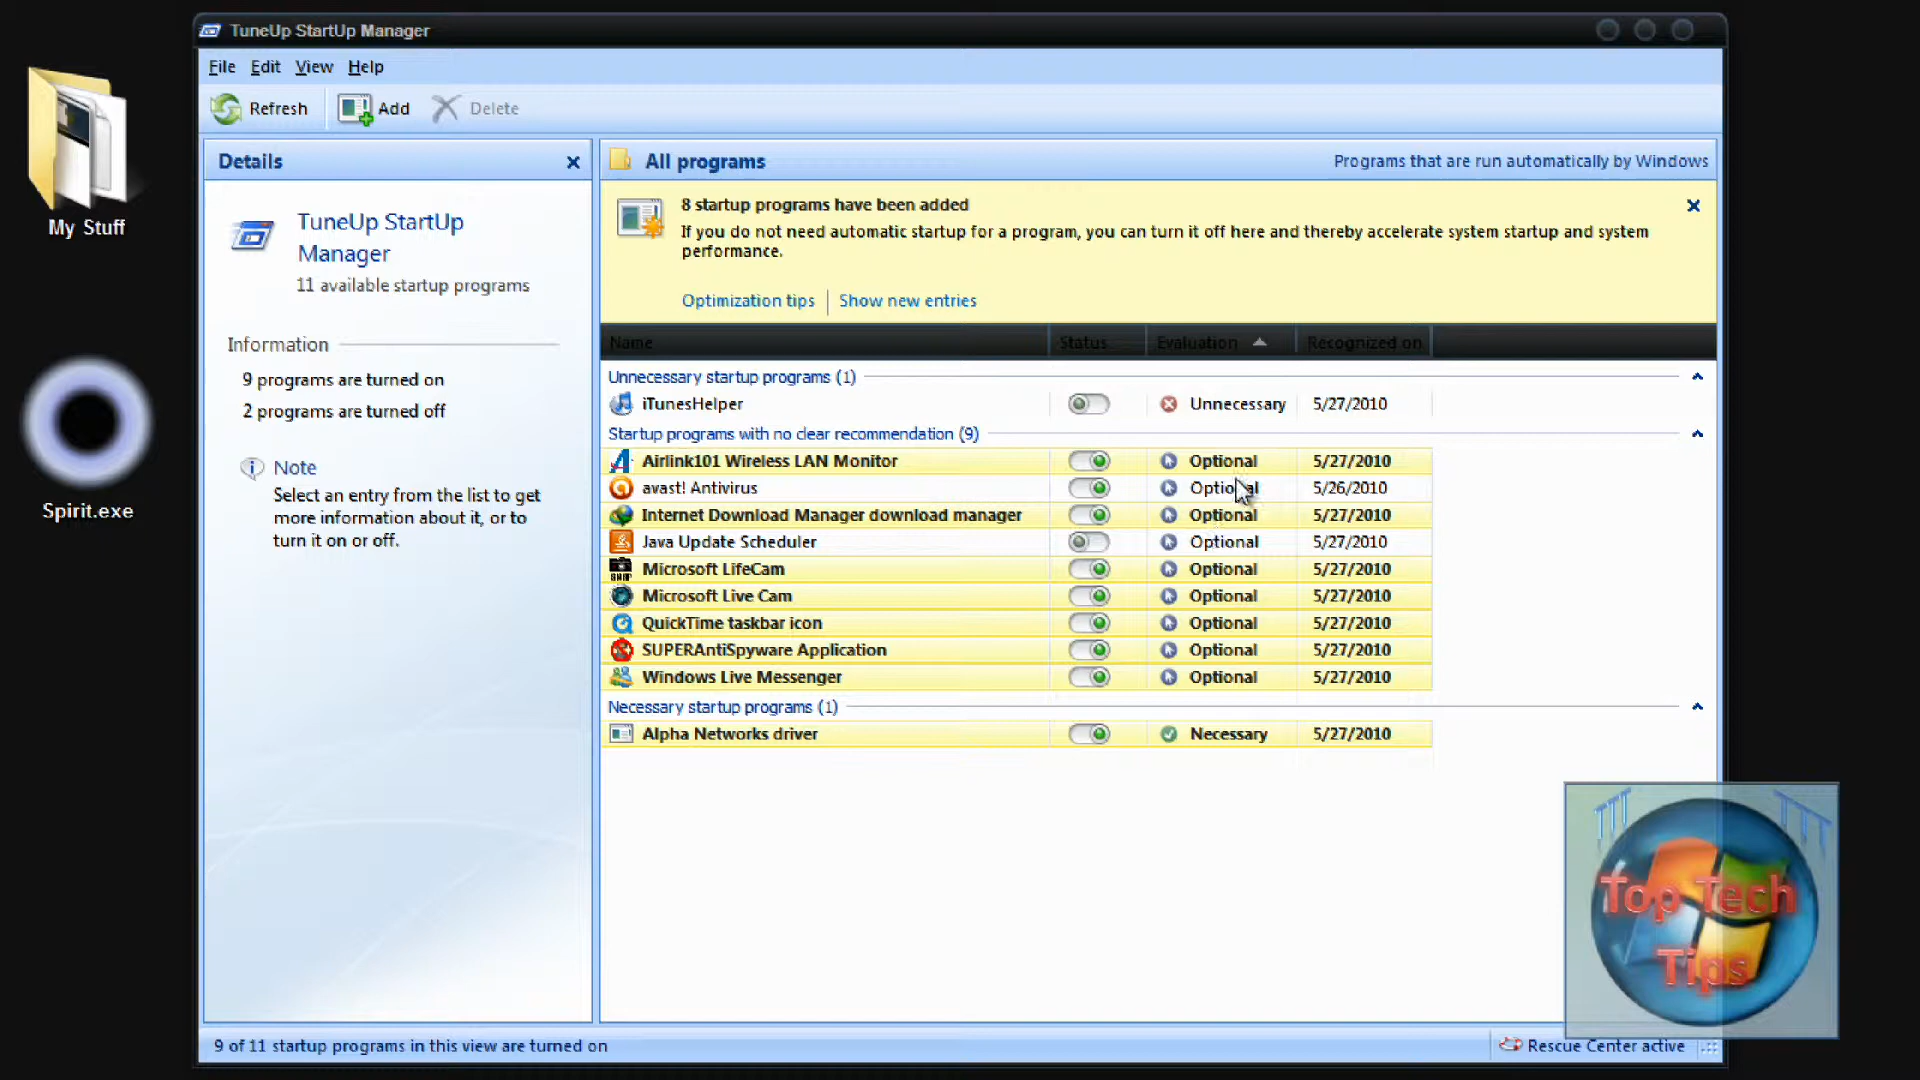 TuneUp StartUp Manager
File Edit View Help
Refresh Add Delete
My Stuff
Spirit.exe
Details
TuneUp StartUp
Manager
11 available startup programs
Information
9 programs are turned on
2 programs are turned off
Note
Select an entry from the list to get
more information about it, or to
turn it on or off.
All programs Programs that are run automatically by Windows
8 startup programs have been added
If you do not need automatic startup for a program, you can turn it off here and thereby accelerate system startup and system
performance.
Optimization tips Show new entries
Name Status Evaluation Recognized on
Unnecessary startup programs (1)
iTunesHelper Unnecessary 5/27/2010
Startup programs with no clear recommendation (9)
Airlink101 Wireless LAN Monitor Optional 5/27/2010
avast! Antivirus Optional 5/26/2010
Internet Download Manager download manager Optional 5/27/2010
Java Update Scheduler Optional 5/27/2010
Microsoft LifeCam Optional 5/27/2010
Microsoft Live Cam Optional 5/27/2010
QuickTime taskbar icon Optional 5/27/2010
SUPERAntiSpyware Application Optional 5/27/2010
Windows Live Messenger Optional 5/27/2010
Necessary startup programs (1)
Alpha Networks driver Necessary 5/27/2010
TTT TTT
Top Tech
Tips
9 of 11 startup programs in this view are turned on Rescue Center active